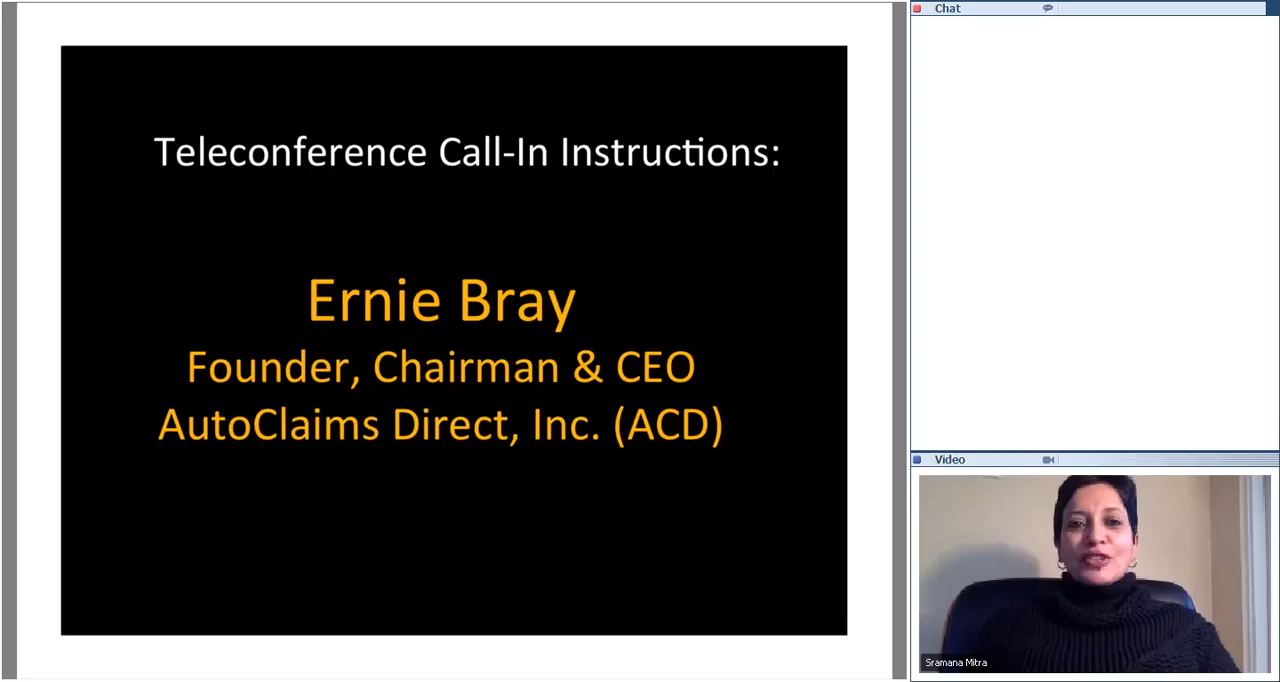 Teleconference Call-In Instructions:
Ernie Bray
Founder, Chairman & CEO
AutoClaims Direct, Inc. (ACD)
Chat
Video
Sramana Mitra